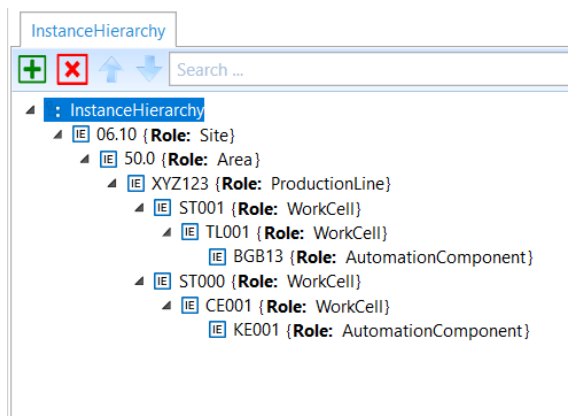 InstanceHierarchy
Search ...
: InstanceHierarchy
IE 06.10 {Role: Site}
IE 50.0 {Role: Area}
IE XYZ123 {Role: ProductionLine}
IE ST001 {Role: WorkCell}
IE TL001 {Role: WorkCell}
IE BGB13 {Role: AutomationComponent}
IE ST000 {Role: WorkCell}
IE CE001 {Role: WorkCell}
IE KE001 {Role: AutomationComponent}